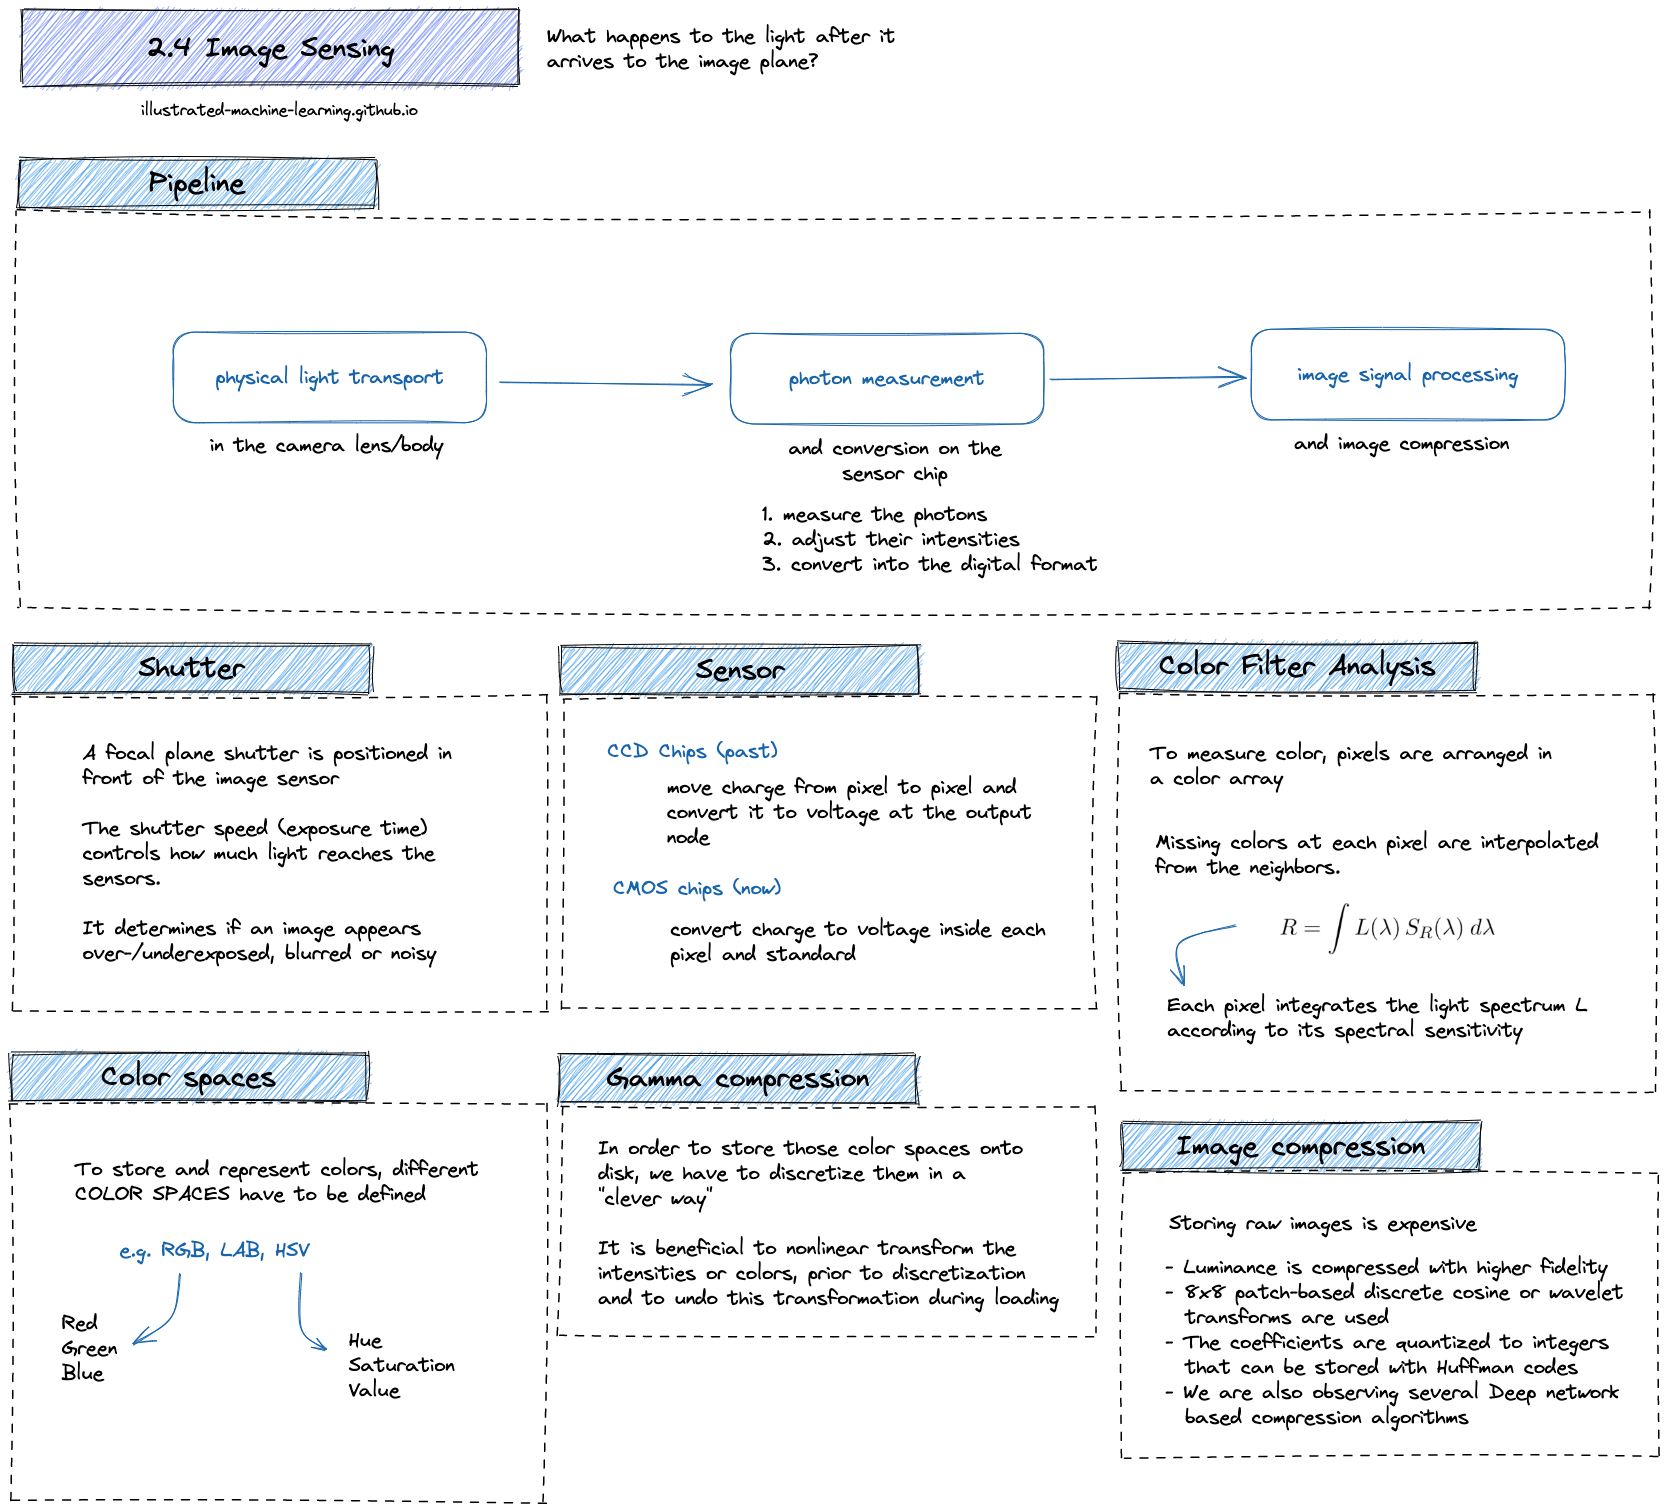 2.4 Image Sensing
What happens to the light after it
arrives to the image plane?
illustrated-machine-learning.github.io
Pipeline
physical light transport
in the camera lens/body
photon measurement
and conversion on the
sensor chip
1. measure the photons
2. adjust their intensities
3. convert into the digital format
image signal processing
and image compression
Shutter
A focal plane shutter is positioned in
front of the image sensor
The shutter speed (exposure time)
controls how much light reaches the
sensors.
It determines if an image appears
over-/underexposed, blurred or noisy
Sensor
CCD Chips (past)
move charge from pixel to pixel and
convert it to voltage at the output
node
CMOS chips (now)
convert charge to voltage inside each
pixel and standard
Color Filter Analysis
To measure color, pixels are arranged in
a color array
Missing colors at each pixel are interpolated
from the neighbors.
R = ∫ L(λ) S_R(λ) dλ
Each pixel integrates the light spectrum L
according to its spectral sensitivity
Color spaces
To store and represent colors, different
COLOR SPACES have to be defined
e.g. RGB, LAB, HSV
Red
Green
Blue
Hue
Saturation
Value
Gamma compression
In order to store those color spaces onto
disk, we have to discretize them in a
"clever way"
It is beneficial to nonlinear transform the
intensities or colors, prior to discretization
and to undo this transformation during loading
Image compression
Storing raw images is expensive
- Luminance is compressed with higher fidelity
- 8x8 patch-based discrete cosine or wavelet
transforms are used
- The coefficients are quantized to integers
that can be stored with Huffman codes
- We are also observing several Deep network
based compression algorithms